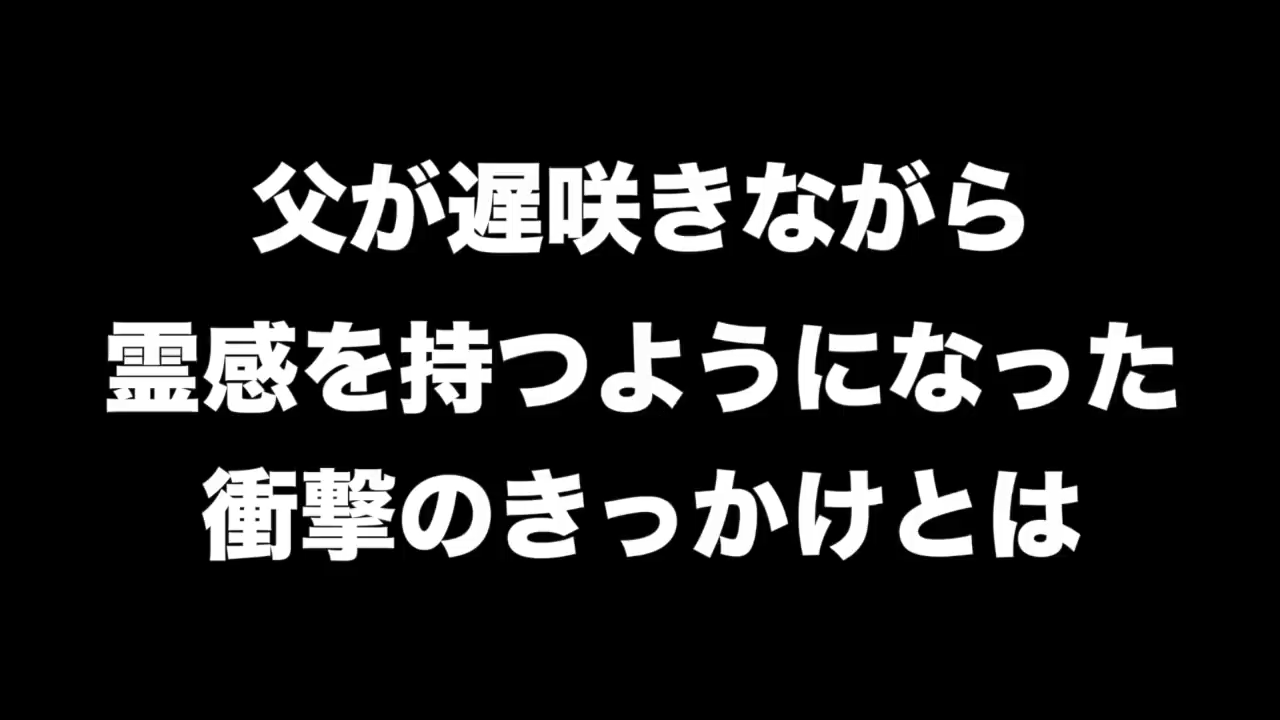 父が遅咲きながら
霊感を持つようになった
衝撃のきっかけとは